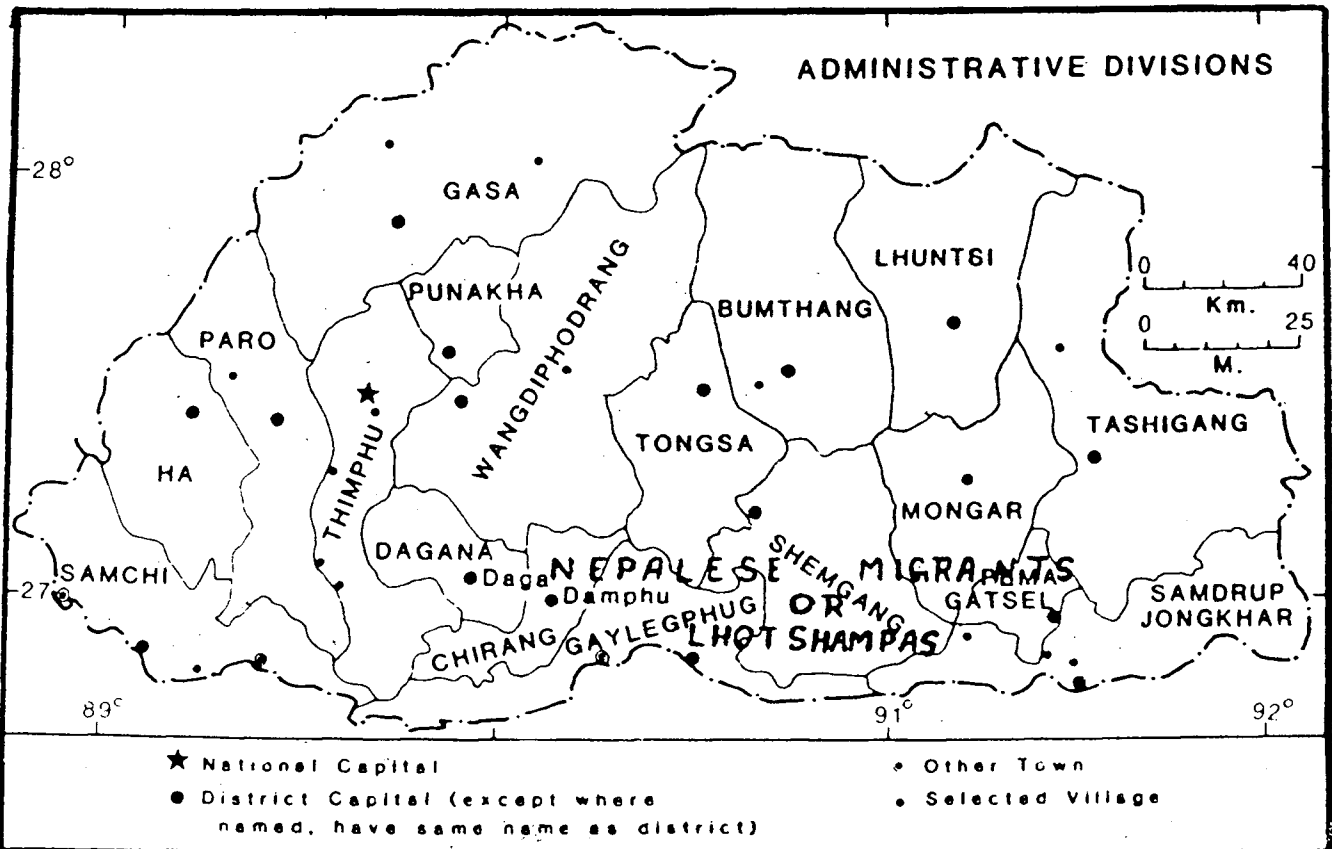 ADMINISTRATIVE DIVISIONS
28°
GASA
LHUNTSI
PUNAKHA
WANGDIPHODRANG
BUMTHANG
0 40
Km.
0 25
M.
PARO
HA
THIMPHU
TONGSA
TASHIGANG
MONGAR
DAGANA
SAMCHI
27
Daga
Damphu
NEPALESE MIGRANTS
OR
LHOTSHAMPAS
SHEMGANG
PEMA
GATSEL
SAMDRUP
JONGKHAR
CHIRANG
GAYLEGPHUG
89°
91°
92°
National Capital
District Capital (except where
named, have same name as district)
Other Town
Selected Village